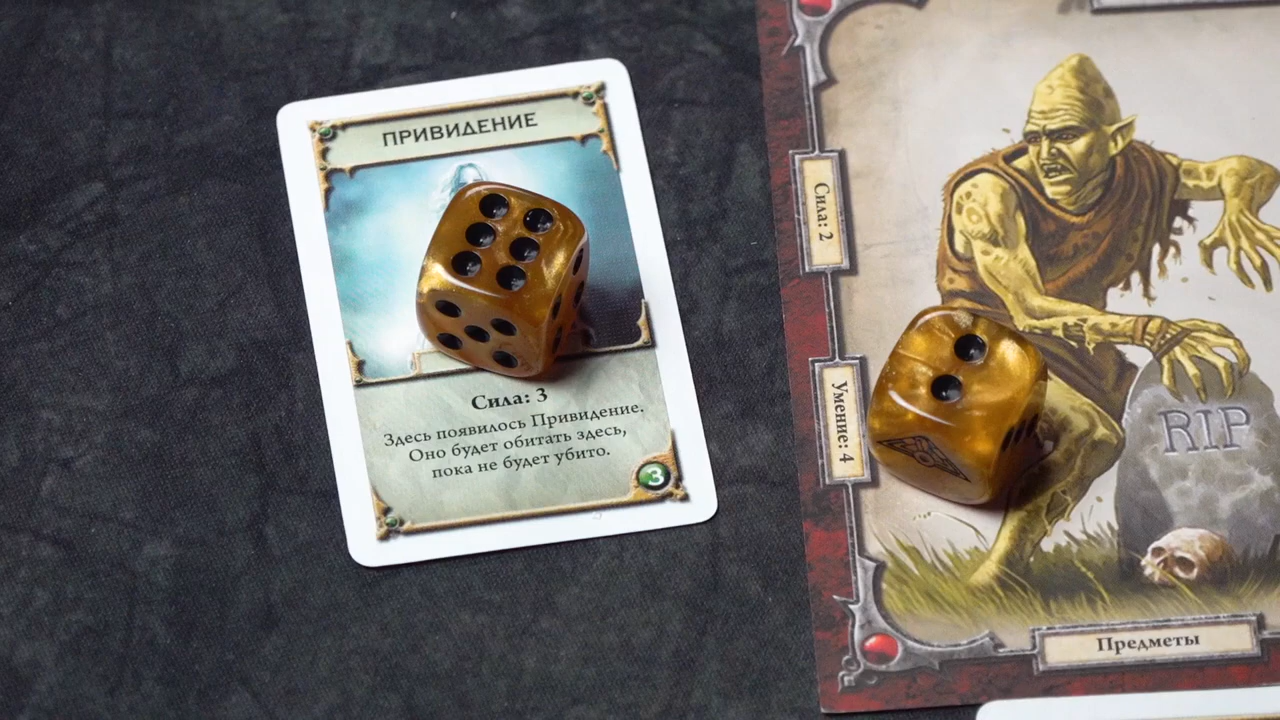 ПРИВИДЕНИЕ
Сила: 3
Здесь появилось Привидение.
Оно будет обитать здесь,
пока не будет убито.
3
Сила: 2
Умение: 4
RIP
Предметы